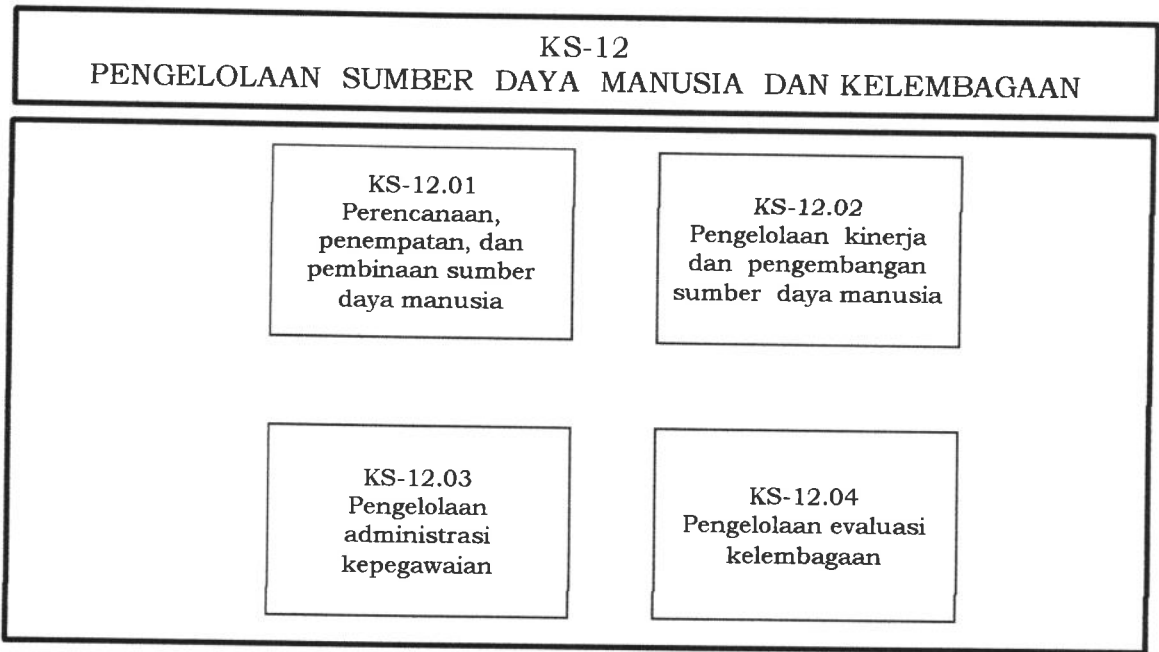 KS-12
PENGELOLAAN SUMBER DAYA MANUSIA DAN KELEMBAGAAN
KS-12.01
Perencanaan,
penempatan, dan
pembinaan sumber
daya manusia
KS-12.02
Pengelolaan kinerja
dan pengembangan
sumber daya manusia
KS-12.03
Pengelolaan
administrasi
kepegawaian
KS-12.04
Pengelolaan evaluasi
kelembagaan